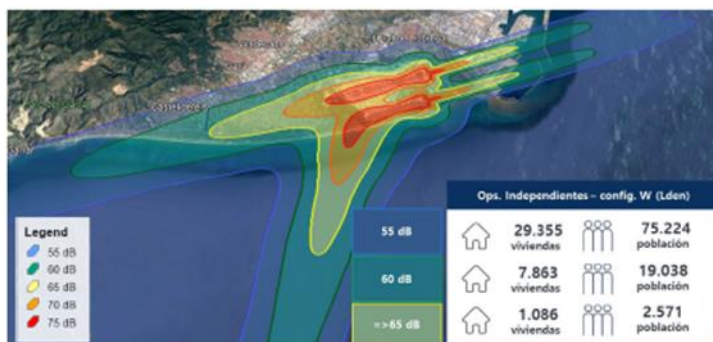 Castelldefels
Legend
55 dB
60 dB
65 dB
70 dB
75 dB
55 dB
60 dB
=>65 dB
Ops. Independientes – config. W (Lden)
29.355
viviendas
75.224
población
7.863
viviendas
19.038
población
1.086
viviendas
2.571
población